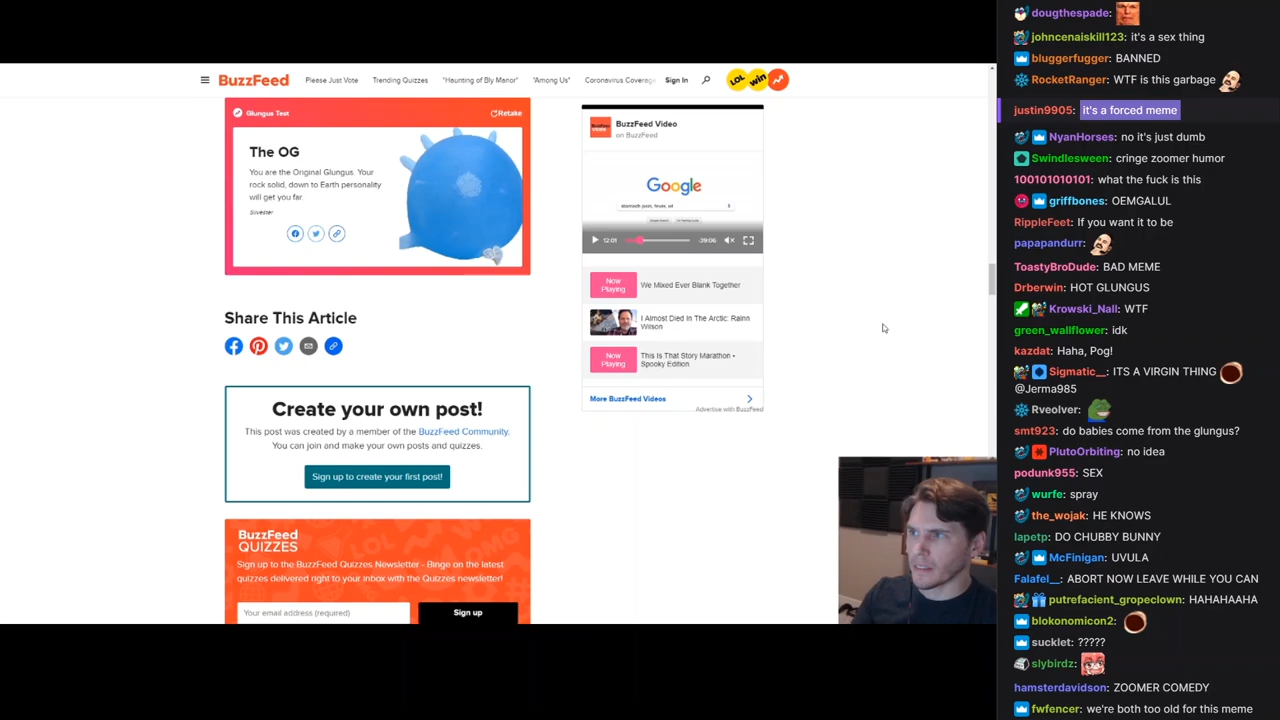 BuzzFeed
Please Just Vote
Trending Quizzes
"Haunting of Bly Manor"
"Among Us"
Coronavirus Coverage
Sign In
LOL
win
Glungus Test
Retake
The OG
You are the Original Glungus. Your
rock solid, down to Earth personality
will get you far.
Silvester
Share This Article
Create your own post!
This post was created by a member of the BuzzFeed Community.
You can join and make your own posts and quizzes.
Sign up to create your first post!
BuzzFeed
QUIZZES
Sign up to the BuzzFeed Quizzes Newsletter - Binge on the latest
quizzes delivered right to your inbox with the Quizzes newsletter!
Your email address (required)
Sign up
BuzzFeed Video
on BuzzFeed
Google
12:01
-39:06
Now
Playing
We Mixed Ever Blank Together
I Almost Died In The Arctic: Rainn
Wilson
Now
Playing
This Is That Story Marathon •
Spooky Edition
More BuzzFeed Videos
Advertise with BuzzFeed
dougthespade:
johncenaiskill123: it's a sex thing
bluggerfugger: BANNED
RocketRanger: WTF is this garbage
justin9905: it's a forced meme
NyanHorses: no it's just dumb
Swindlesween: cringe zoomer humor
100101010101: what the fuck is this
griffbones: OEMGALUL
RippleFeet: If you want it to be
papapandurr:
ToastyBroDude: BAD MEME
Drberwin: HOT GLUNGUS
Krowski_Nall: WTF
green_wallflower: idk
kazdat: Haha, Pog!
Sigmatic__: ITS A VIRGIN THING
@Jerma985
Rveolver:
smt923: do babies come from the glungus?
PlutoOrbiting: no idea
podunk955: SEX
wurfe: spray
the_wojak: HE KNOWS
lapetp: DO CHUBBY BUNNY
McFinigan: UVULA
Falafel__: ABORT NOW LEAVE WHILE YOU CAN
putrefacient_gropeclown: HAHAHAAHA
blokonomicon2:
sucklet: ?????
slybirdz:
hamsterdavidson: ZOOMER COMEDY
fwfencer: we're both too old for this meme